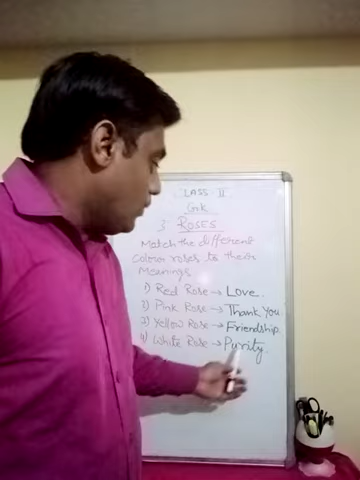 CLASS - II
G.K
3. ROSES
Match the different
colour roses to their
meanings
1) Red Rose → Love.
2) Pink Rose → Thank You.
3) Yellow Rose → Friendship.
4) White Rose → Purity.